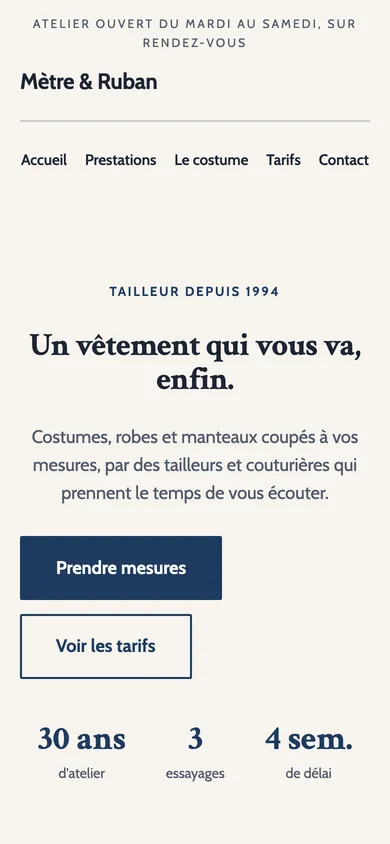 ATELIER OUVERT DU MARDI AU SAMEDI, SUR
RENDEZ-VOUS
Mètre & Ruban
Accueil Prestations Le costume Tarifs Contact
TAILLEUR DEPUIS 1994
Un vêtement qui vous va,
enfin.
Costumes, robes et manteaux coupés à vos
mesures, par des tailleurs et couturières qui
prennent le temps de vous écouter.
Prendre mesures
Voir les tarifs
30 ans 3 4 sem.
d'atelier essayages de délai